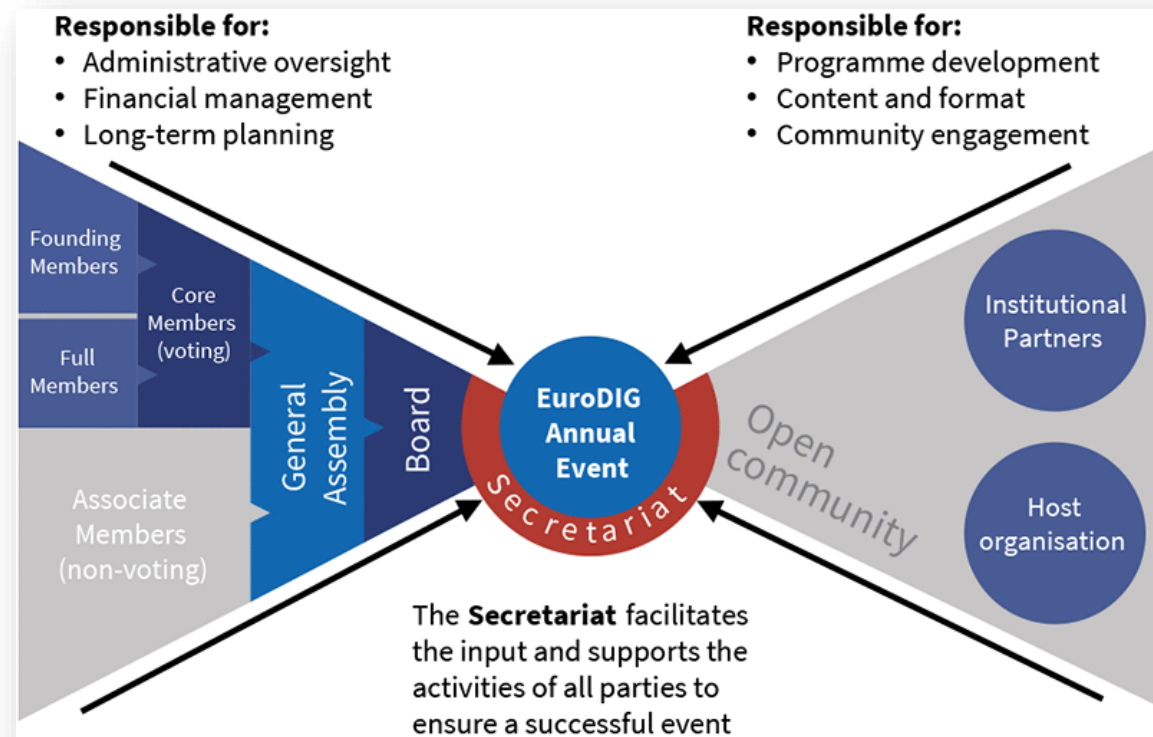 Responsible for:
• Administrative oversight
• Financial management
• Long-term planning
Responsible for:
• Programme development
• Content and format
• Community engagement
Founding
Members
Full
Members
Core
Members
(voting)
Associate
Members
(non-voting)
General
Assembly
Board
EuroDIG
Annual
Event
Secretariat
Open
community
Institutional
Partners
Host
organisation
The Secretariat facilitates
the input and supports the
activities of all parties to
ensure a successful event